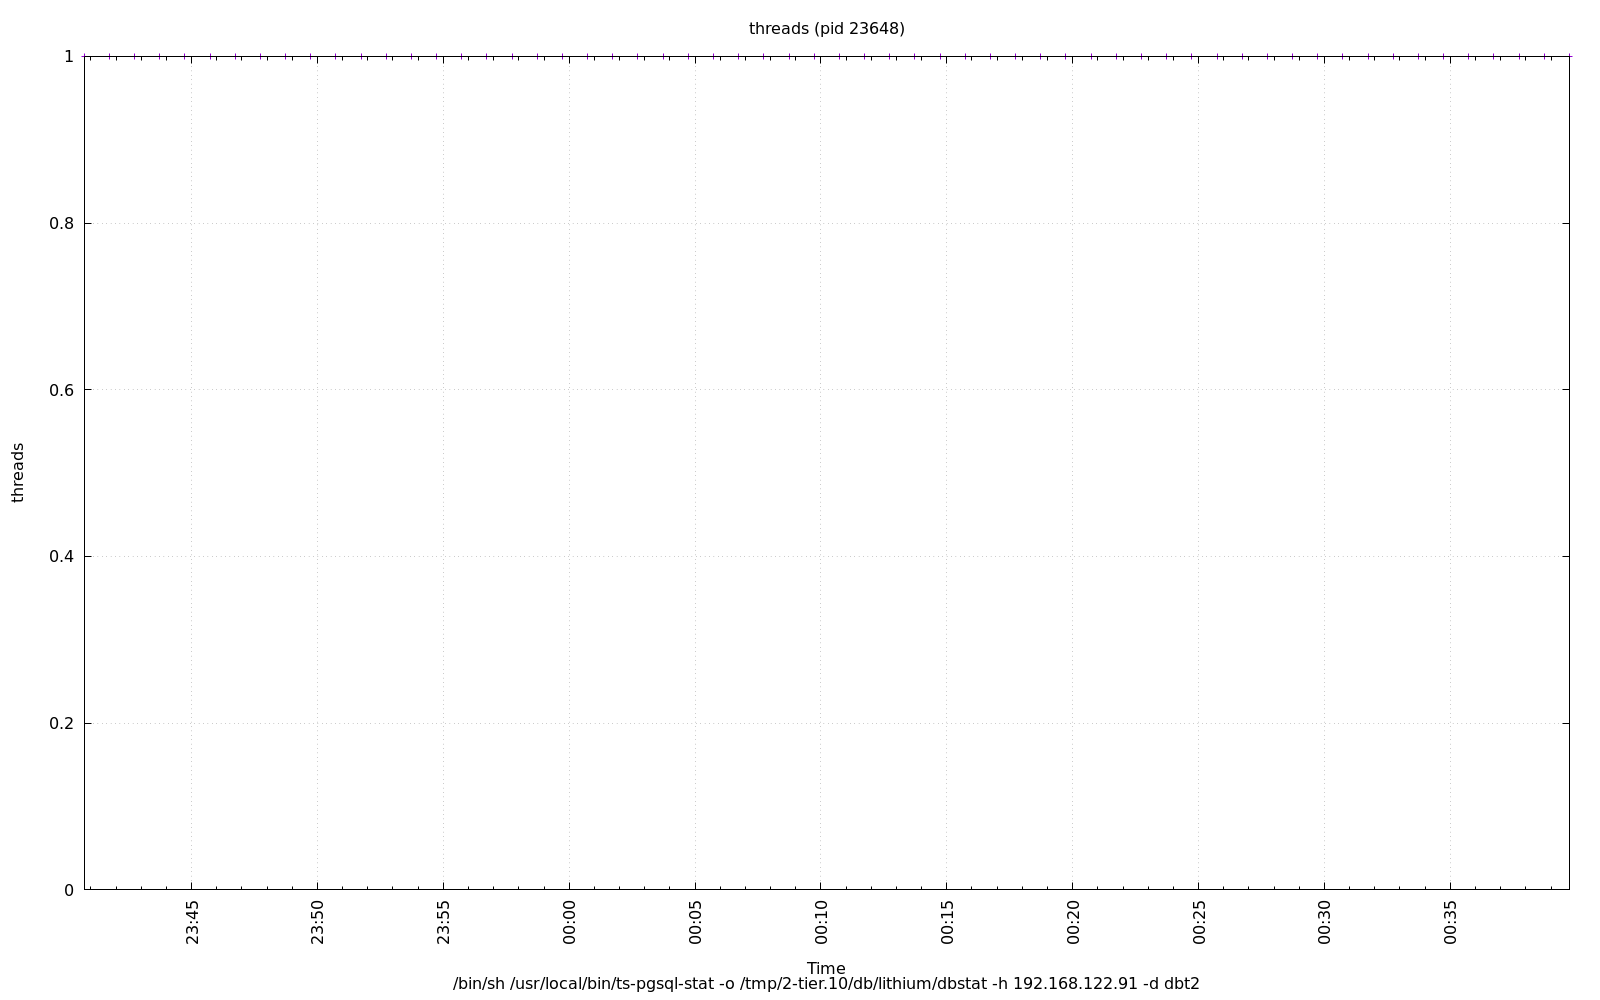 threads (pid 23648)
1
0.8
0.6
0.4
0.2
0
threads
23:45 23:50 23:55 00:00 00:05 00:10 00:15 00:20 00:25 00:30 00:35
Time
/bin/sh /usr/local/bin/ts-pgsql-stat -o /tmp/2-tier.10/db/lithium/dbstat -h 192.168.122.91 -d dbt2